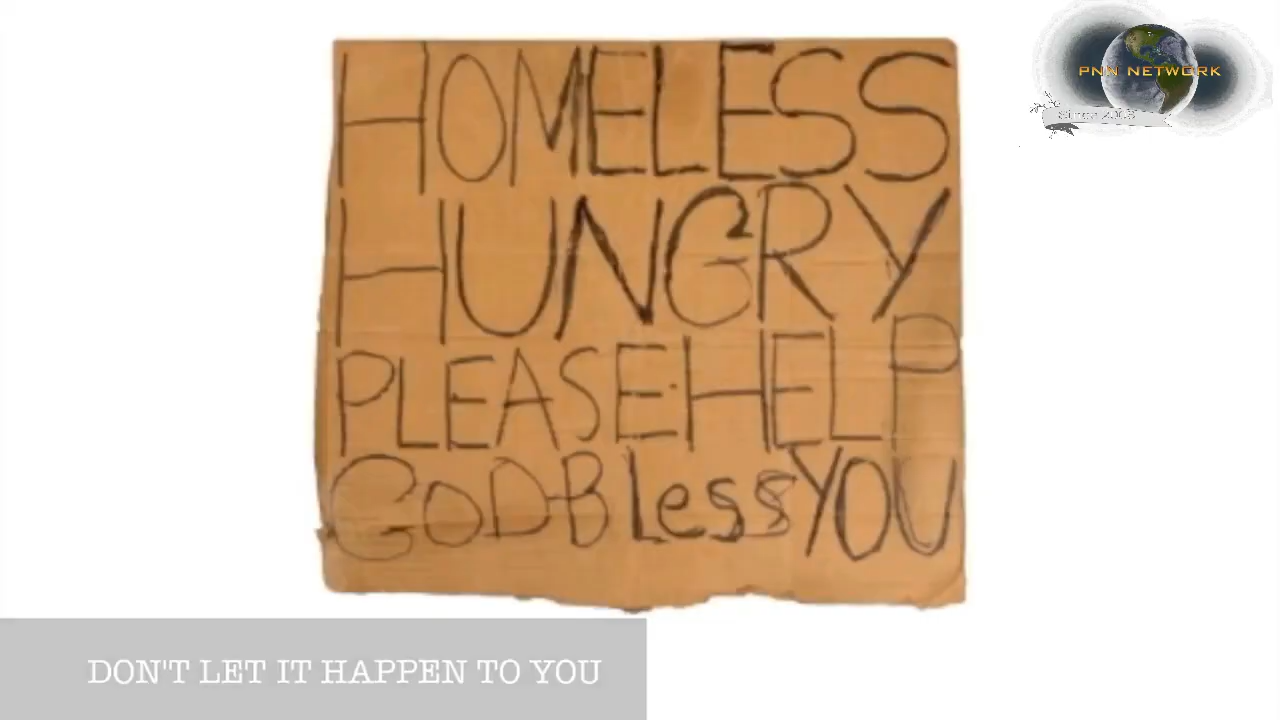 HOMELESS
HUNGRY
PLEASE HELP
GOD BLess YOU
PNN NETWORK
DON'T LET IT HAPPEN TO YOU